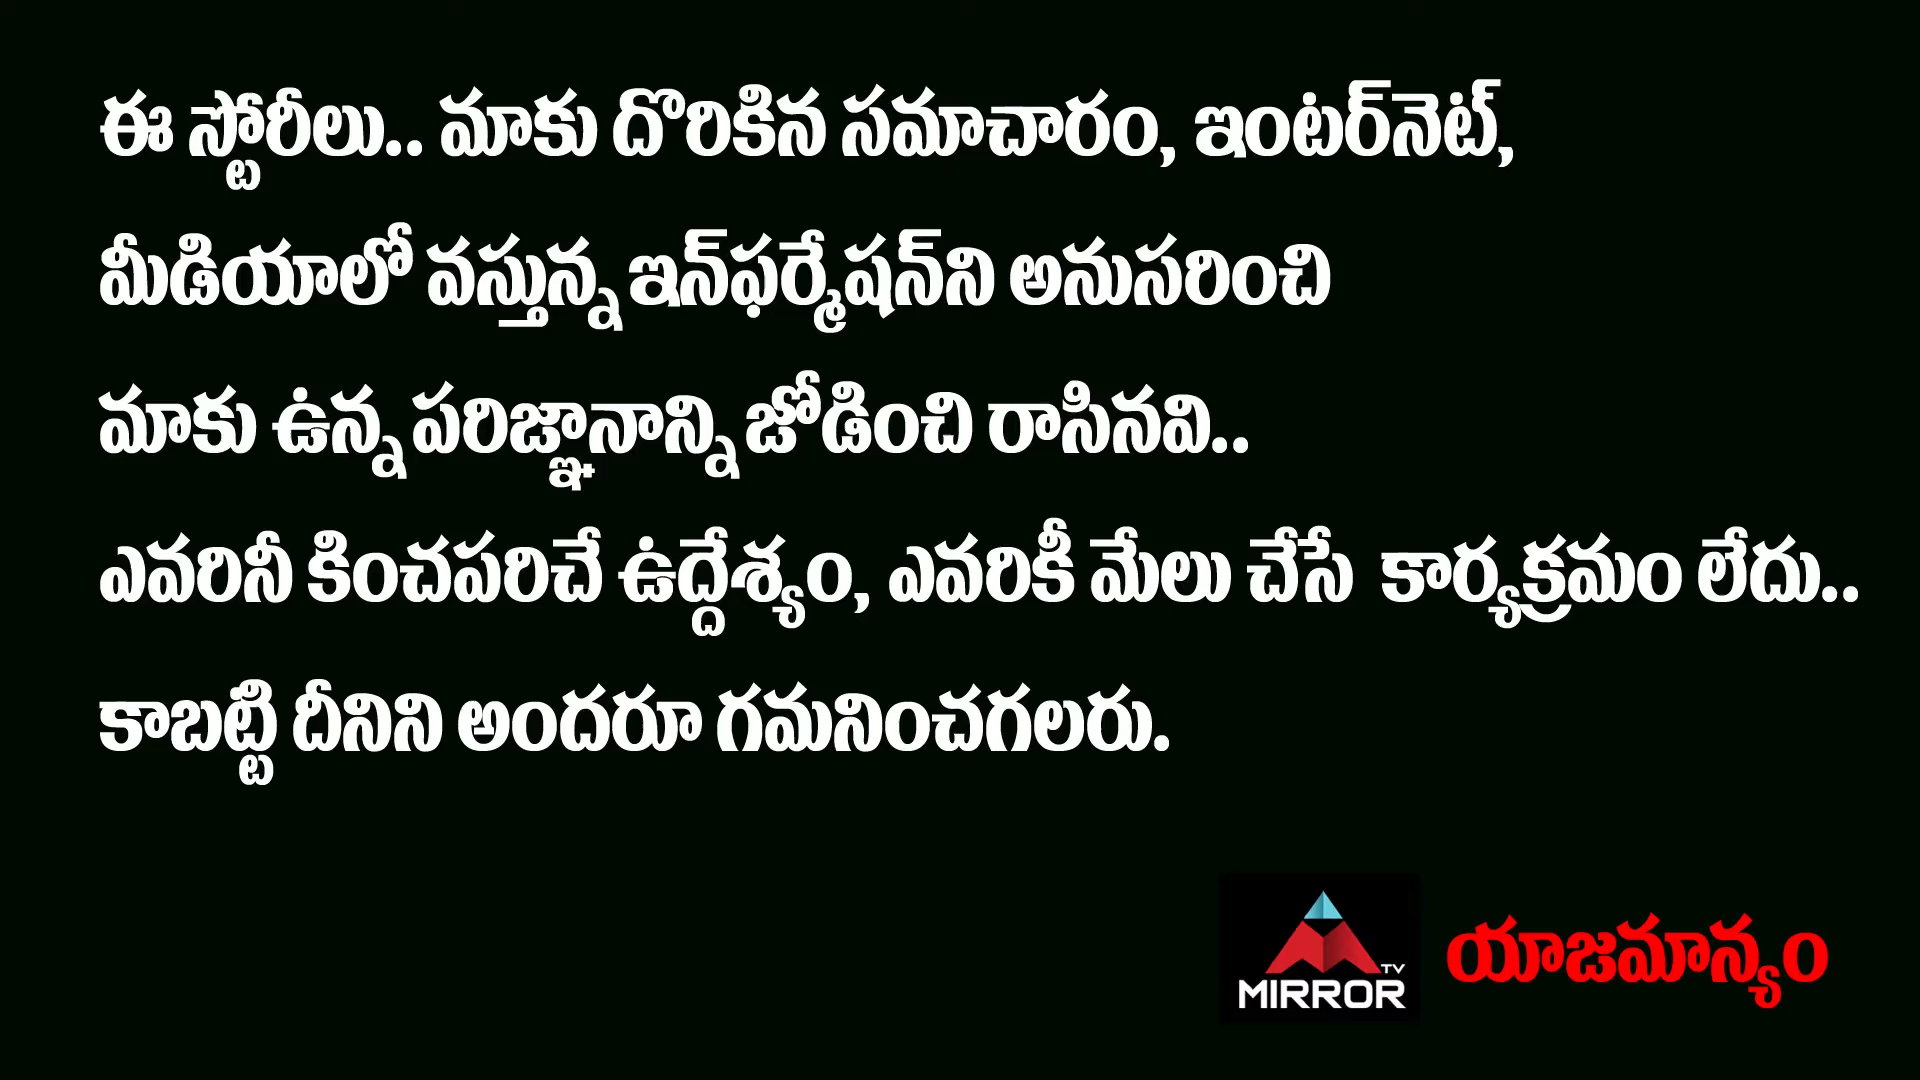 ఈ స్టోరీలు.. మాకు దొరికిన సమాచారం, ఇంటర్‌నెట్,
మీడియాలో వస్తున్న ఇన్‌ఫర్మేషన్‌ని అనుసరించి
మాకు ఉన్న పరిజ్ఞానాన్ని జోడించి రాసినవి..
ఎవరినీ కించపరిచే ఉద్దేశ్యం, ఎవరికీ మేలు చేసే కార్యక్రమం లేదు..
కాబట్టి దీనిని అందరూ గమనించగలరు.
TV
MIRROR
యాజమాన్యం